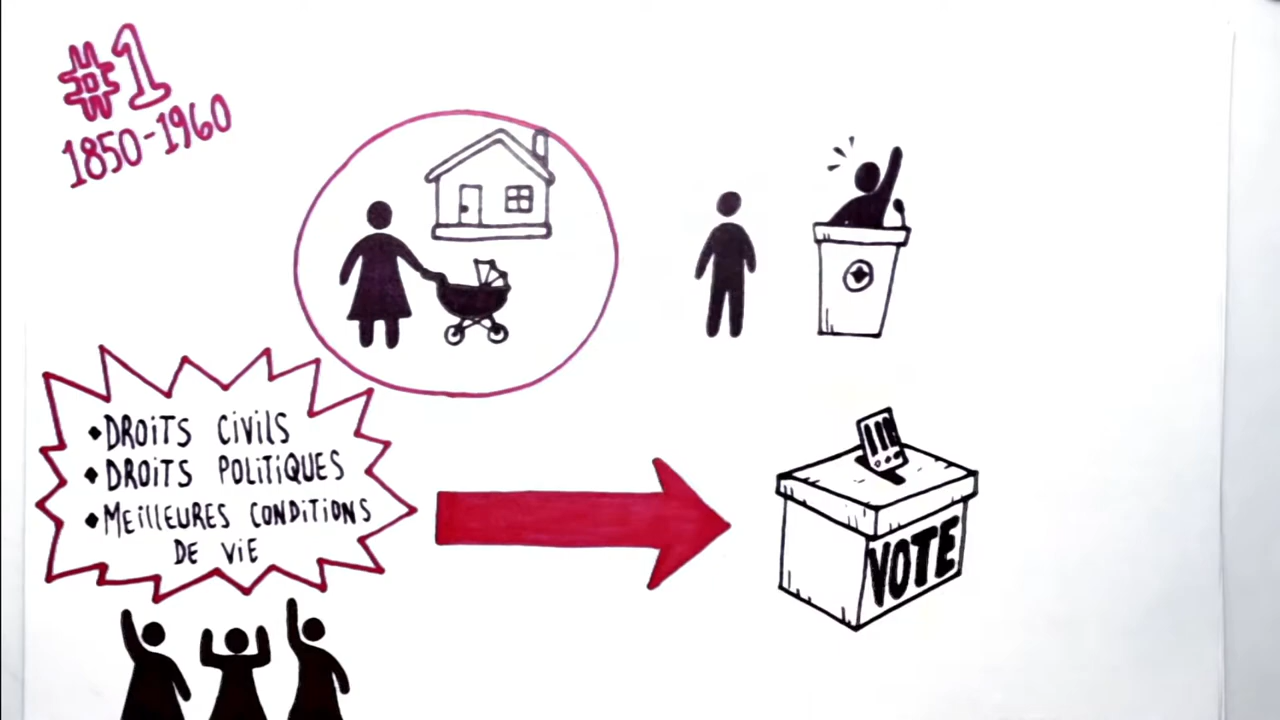 #1
1850-1960
• DROITS CIVILS
• DROITS POLITIQUES
• MEILLEURES CONDITIONS
DE VIE
VOTE